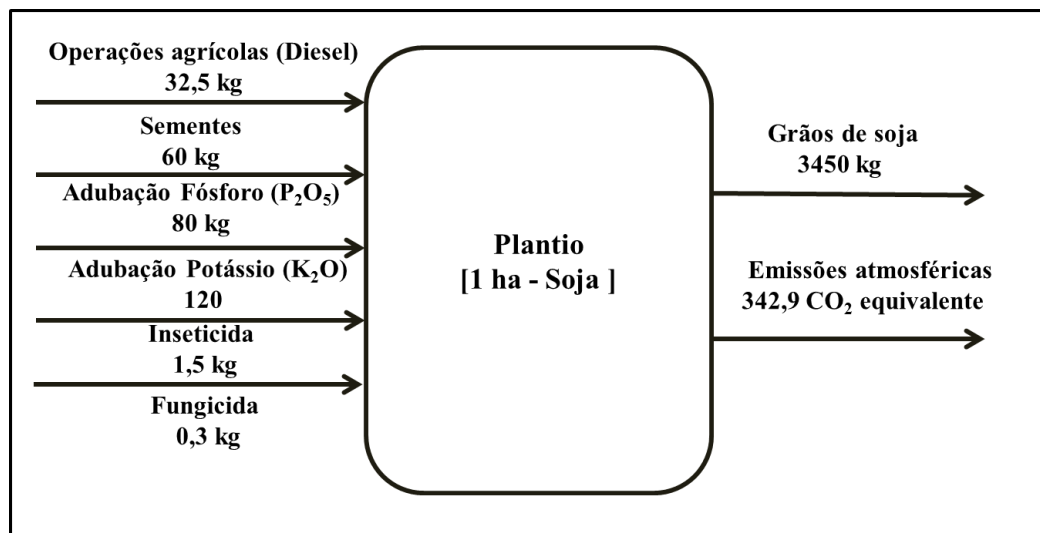 Operações agrícolas (Diesel)
32,5 kg
Sementes
60 kg
Adubação Fósforo (P₂O₅)
80 kg
Adubação Potássio (K₂O)
120
Inseticida
1,5 kg
Fungicida
0,3 kg
Plantio
[1 ha - Soja ]
Grãos de soja
3450 kg
Emissões atmosféricas
342,9 CO₂ equivalente